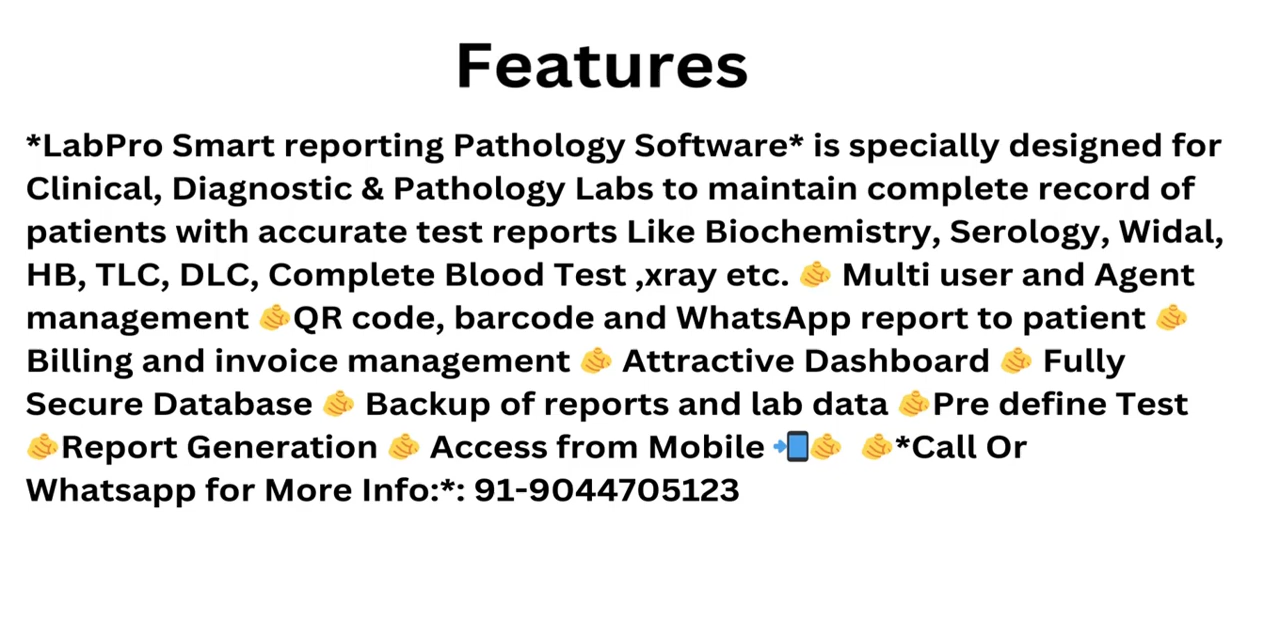 Features
*LabPro Smart reporting Pathology Software* is specially designed for
Clinical, Diagnostic & Pathology Labs to maintain complete record of
patients with accurate test reports Like Biochemistry, Serology, Widal,
HB, TLC, DLC, Complete Blood Test ,xray etc. 🫴 Multi user and Agent
management 🫴QR code, barcode and WhatsApp report to patient 🫴
Billing and invoice management 🫴 Attractive Dashboard 🫴 Fully
Secure Database 🫴 Backup of reports and lab data 🫴Pre define Test
🫴Report Generation 🫴 Access from Mobile 📲🫴 🫴*Call Or
Whatsapp for More Info:*: 91-9044705123